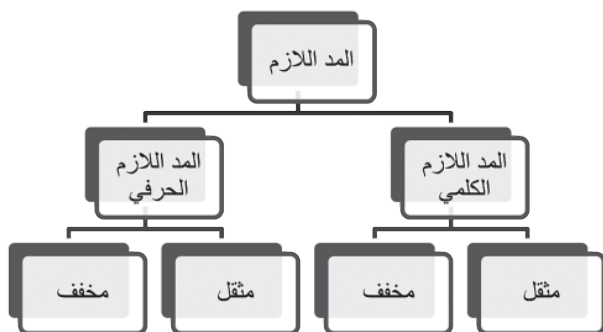 المد اللازم
المد اللازم
الكلمي
المد اللازم
الحرفي
مثقل
مخفف
مثقل
مخفف